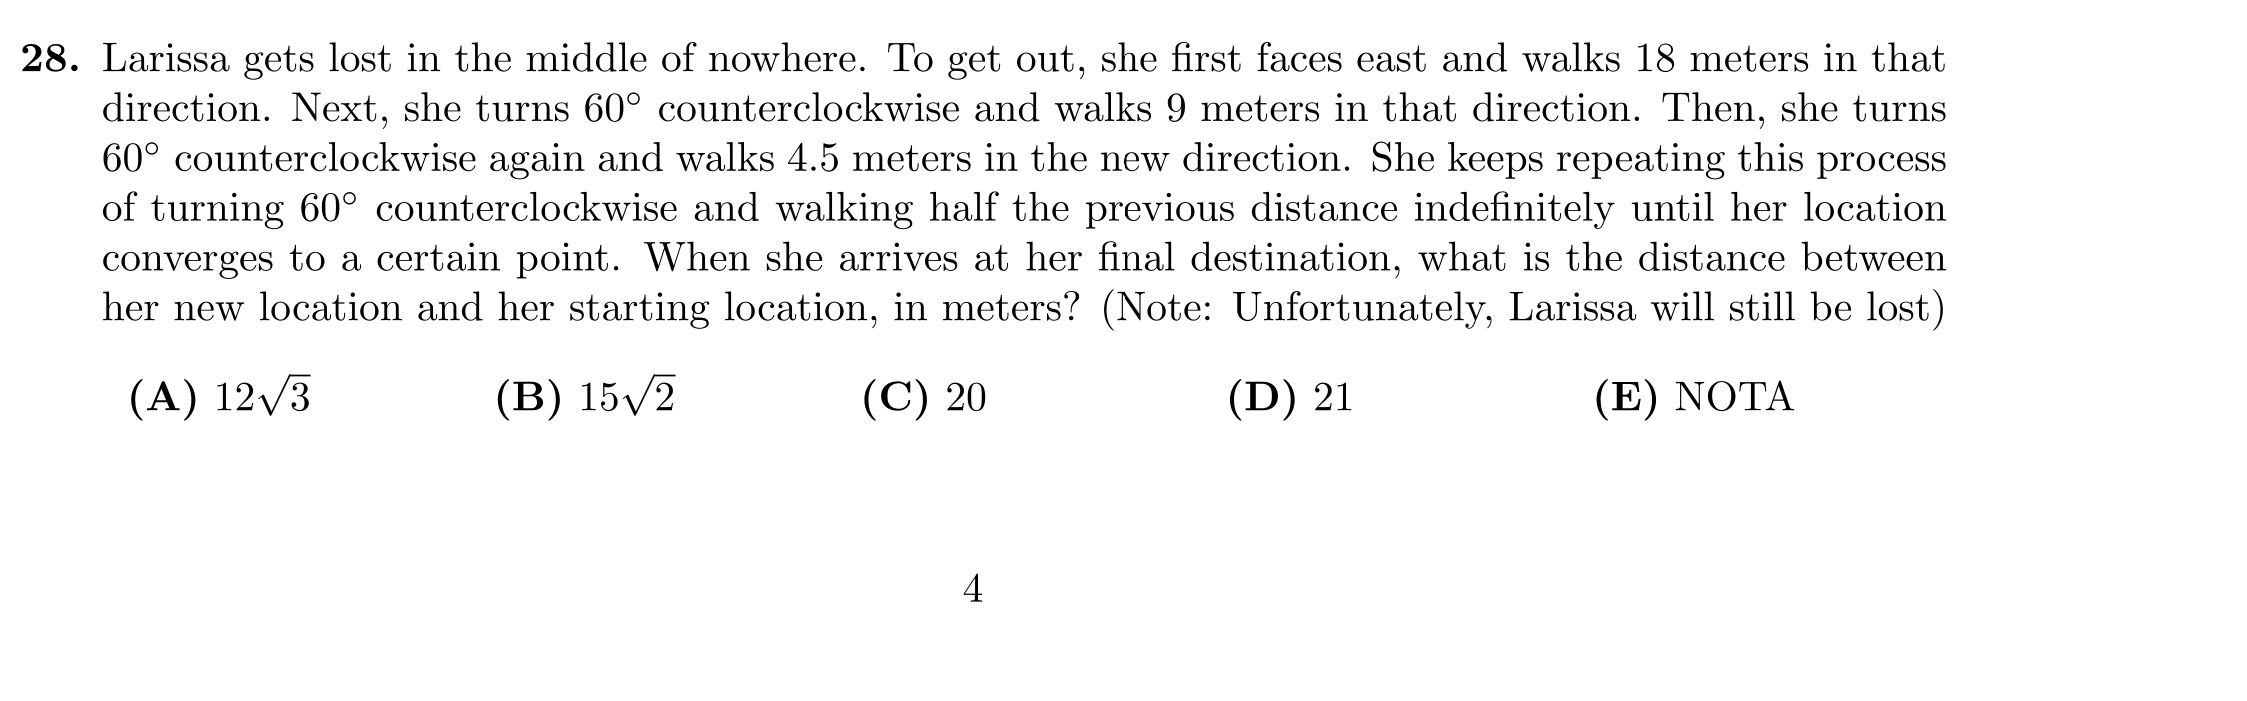 28. Larissa gets lost in the middle of nowhere. To get out, she first faces east and walks 18 meters in that
direction. Next, she turns 60° counterclockwise and walks 9 meters in that direction. Then, she turns
60° counterclockwise again and walks 4.5 meters in the new direction. She keeps repeating this process
of turning 60° counterclockwise and walking half the previous distance indefinitely until her location
converges to a certain point. When she arrives at her final destination, what is the distance between
her new location and her starting location, in meters? (Note: Unfortunately, Larissa will still be lost)
(A) 12√3 (B) 15√2 (C) 20 (D) 21 (E) NOTA
4